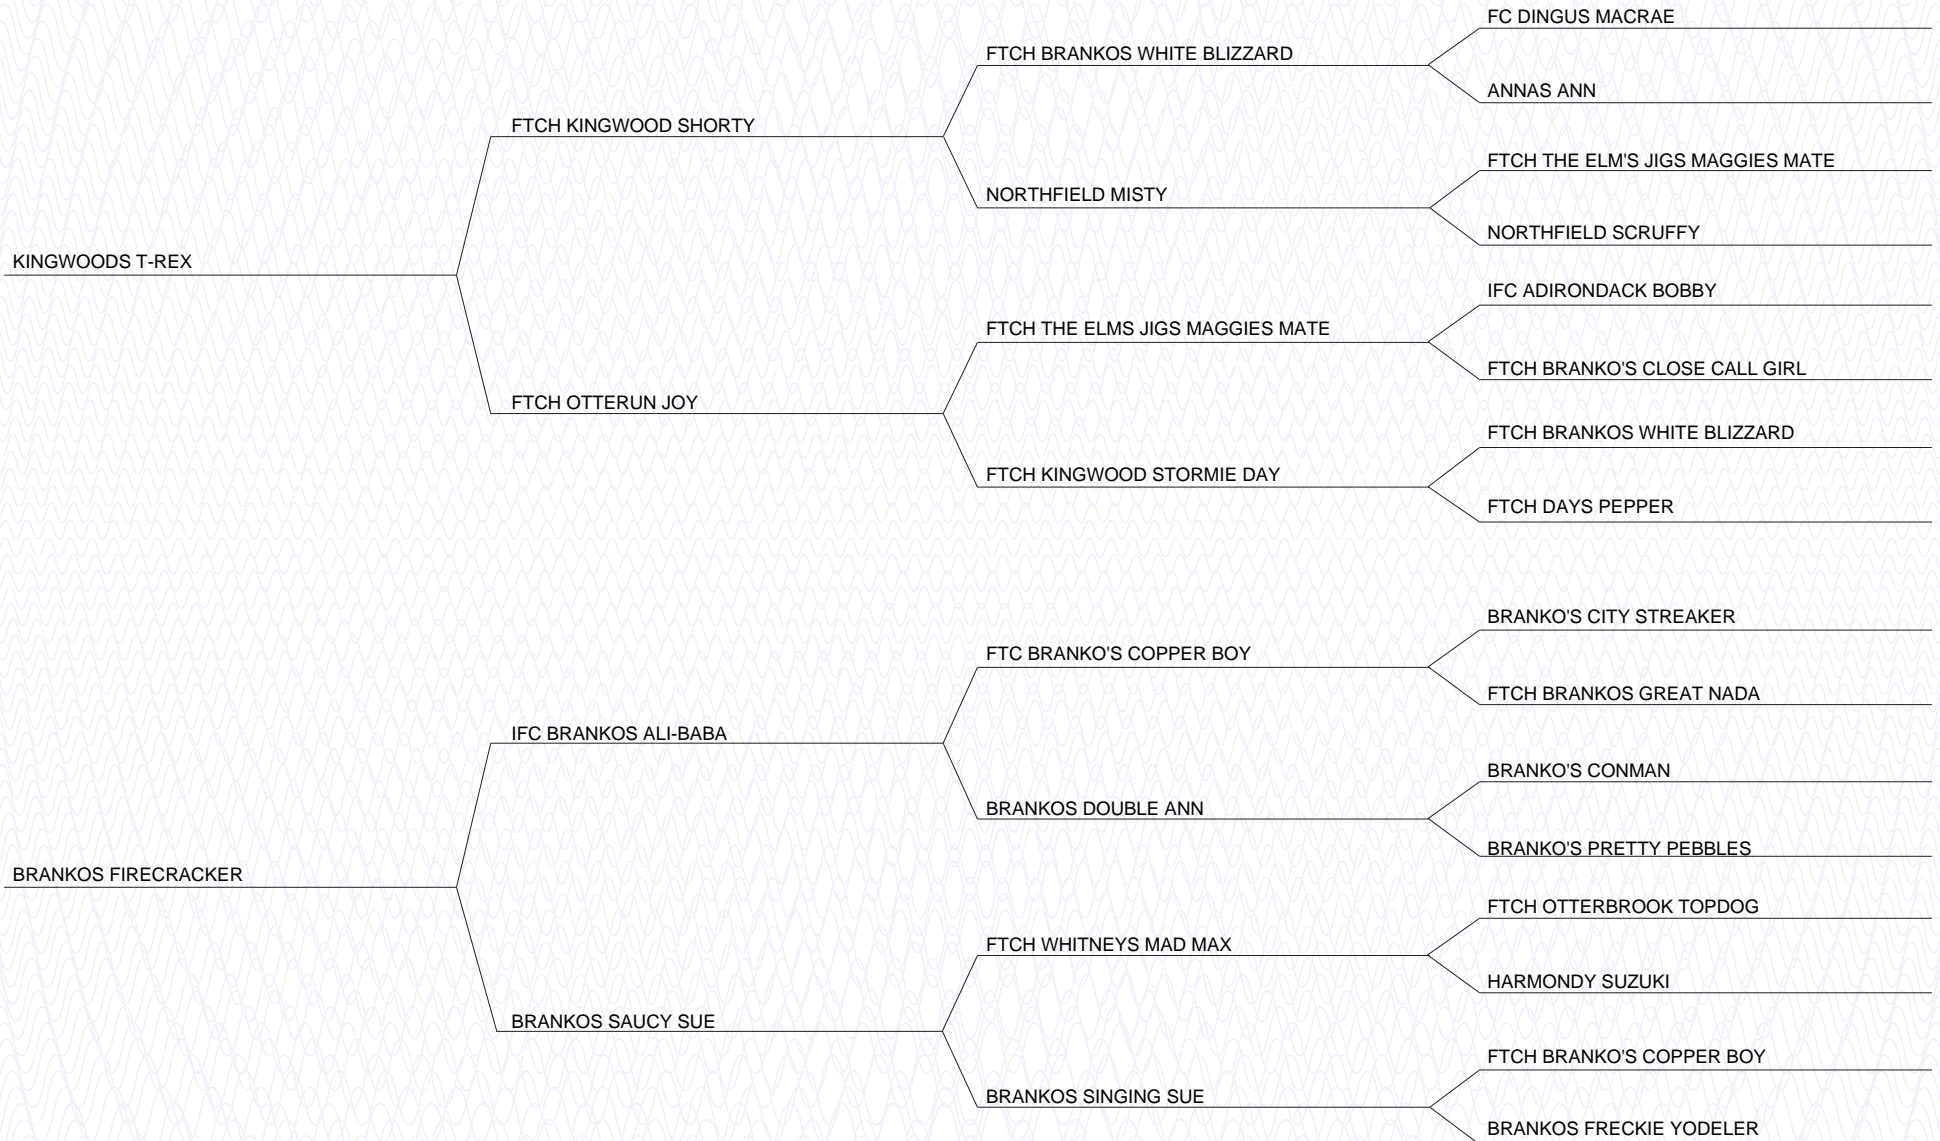 FC DINGUS MACRAE
FTCH BRANKOS WHITE BLIZZARD
ANNAS ANN
FTCH KINGWOOD SHORTY
FTCH THE ELM'S JIGS MAGGIES MATE
NORTHFIELD MISTY
NORTHFIELD SCRUFFY
KINGWOODS T-REX
IFC ADIRONDACK BOBBY
FTCH THE ELMS JIGS MAGGIES MATE
FTCH BRANKO'S CLOSE CALL GIRL
FTCH OTTERUN JOY
FTCH BRANKOS WHITE BLIZZARD
FTCH KINGWOOD STORMIE DAY
FTCH DAYS PEPPER
BRANKO'S CITY STREAKER
FTC BRANKO'S COPPER BOY
FTCH BRANKOS GREAT NADA
IFC BRANKOS ALI-BABA
BRANKO'S CONMAN
BRANKOS DOUBLE ANN
BRANKO'S PRETTY PEBBLES
BRANKOS FIRECRACKER
FTCH OTTERBROOK TOPDOG
FTCH WHITNEYS MAD MAX
HARMONDY SUZUKI
BRANKOS SAUCY SUE
FTCH BRANKO'S COPPER BOY
BRANKOS SINGING SUE
BRANKOS FRECKIE YODELER